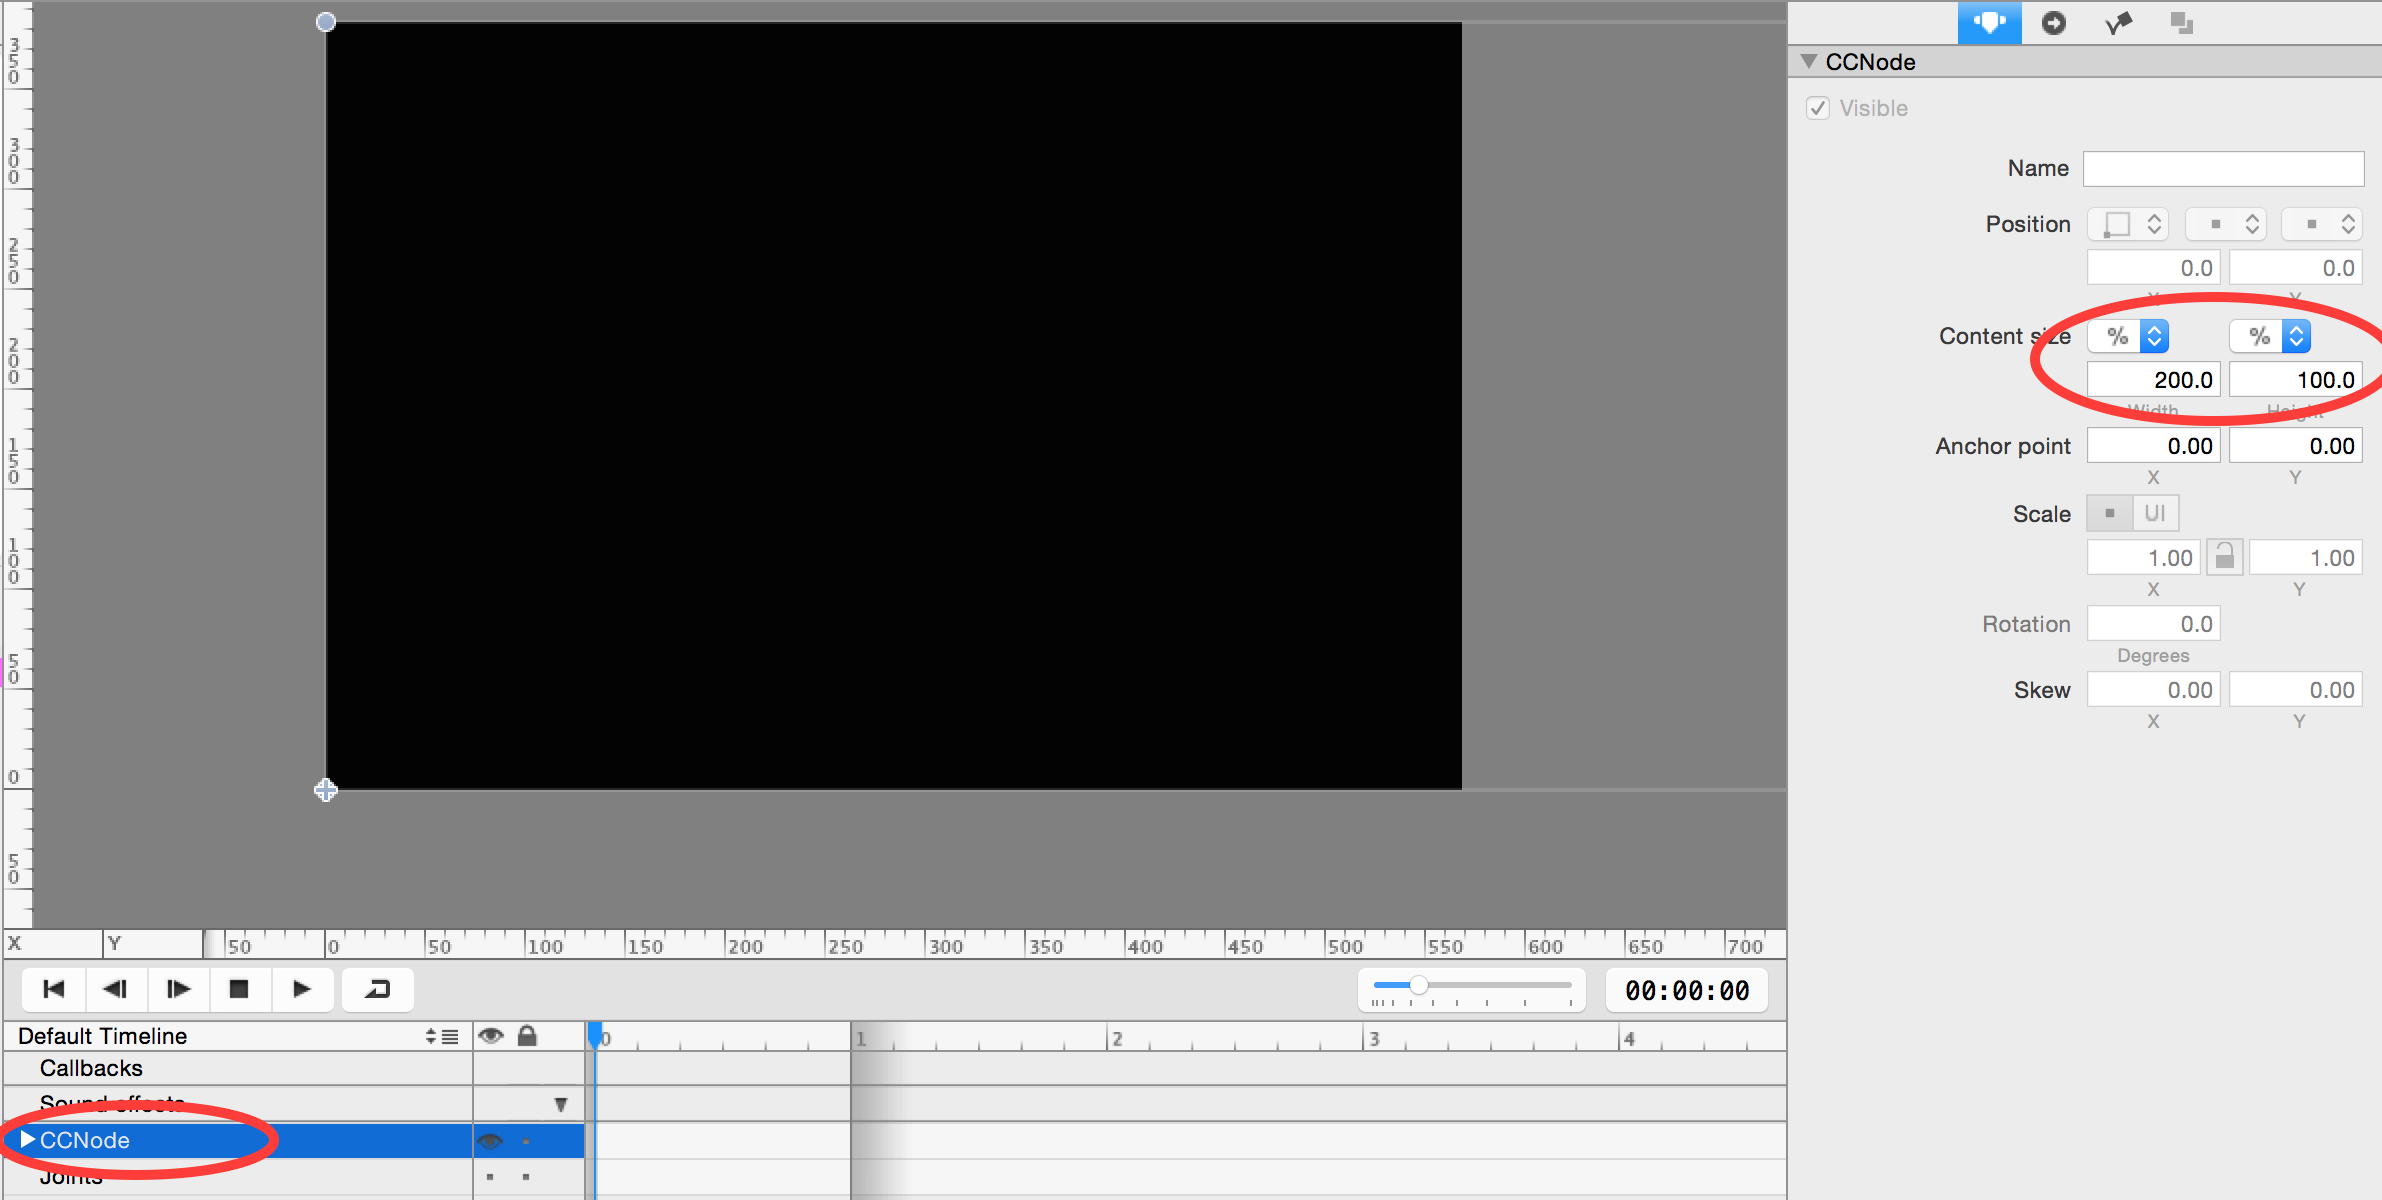 CCNode
Visible
Name
Position
0.0 0.0
X Y
Content size % %
200.0 100.0
Width Height
Anchor point 0.00 0.00
X Y
Scale UI
1.00 1.00
X Y
Rotation 0.0
Degrees
Skew 0.00 0.00
X Y
350
300
250
200
150
100
50
0
50
X Y 50 0 50 100 150 200 250 300 350 400 450 500 550 600 650 700
00:00:00
Default Timeline 0 1 2 3 4
Callbacks
Sound effects
CCNode
Joints